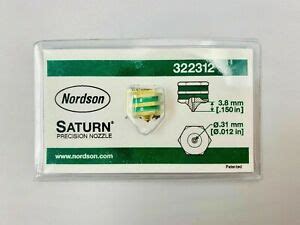 322312
Nordson
3.8 mm
[.150 in]
SATURN®
PRECISION NOZZLE
Ø.31 mm
[Ø.012 in]
www.nordson.com
Patented